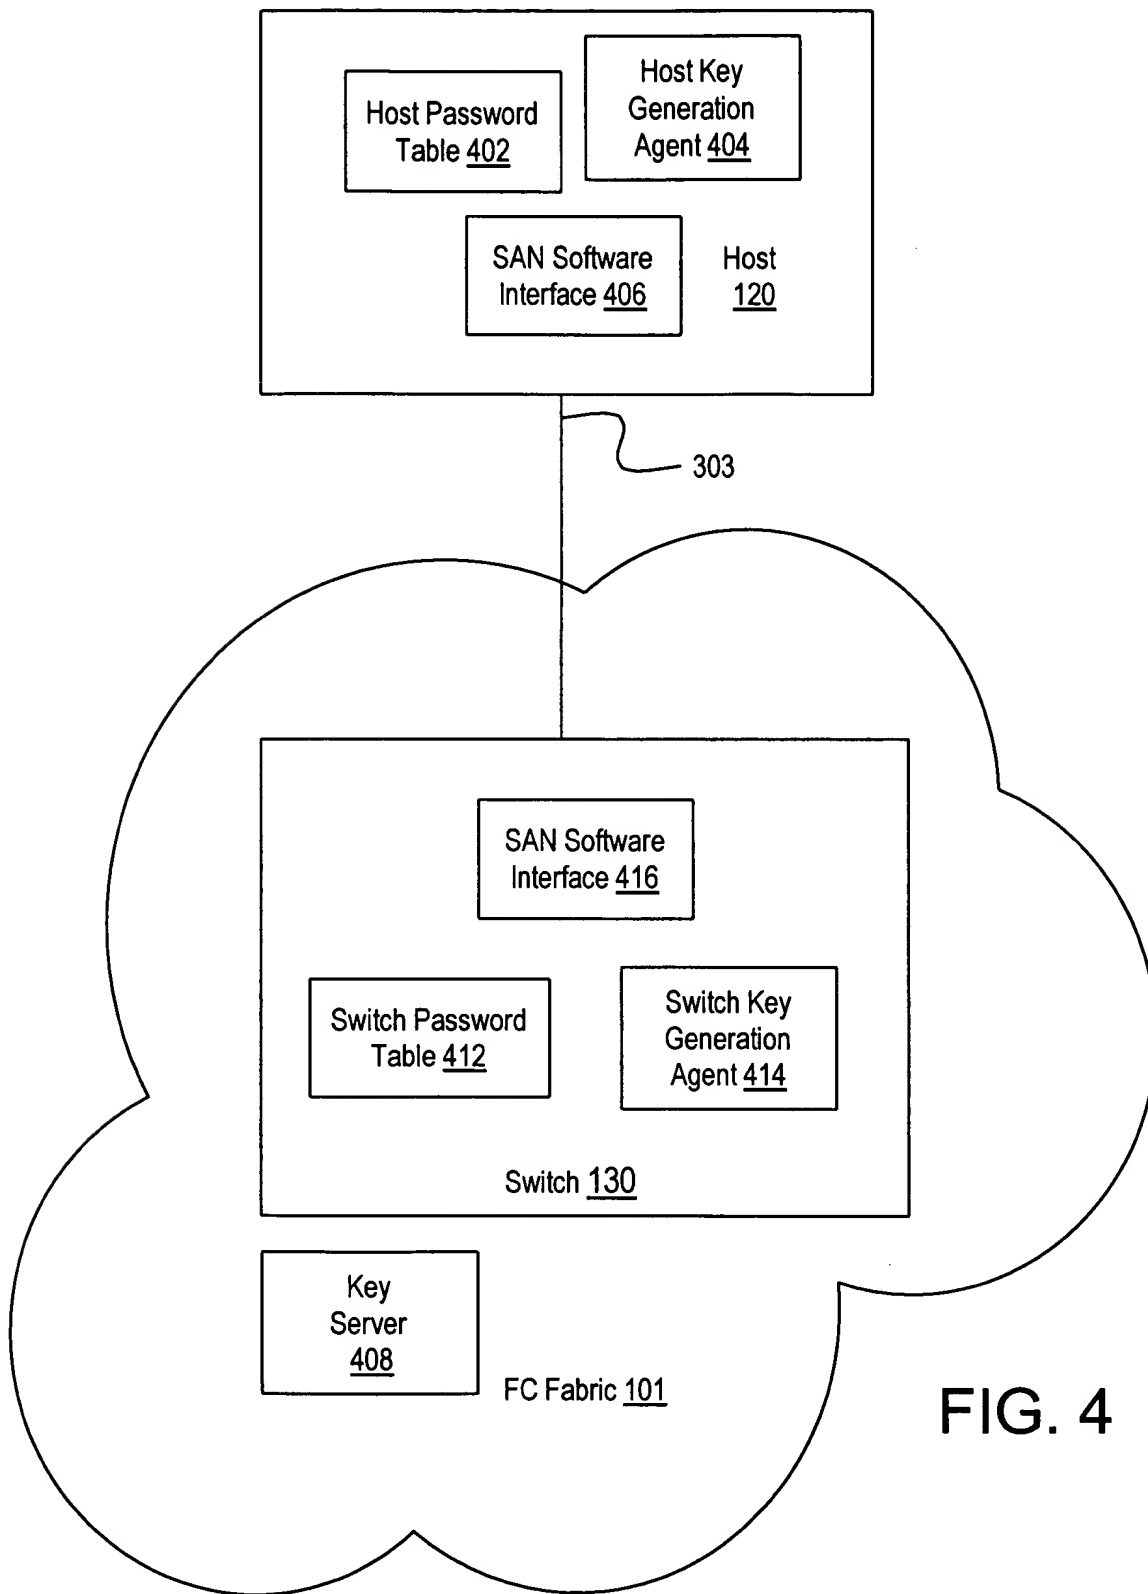 Host Password
Table 402
Host Key
Generation
Agent 404
SAN Software
Interface 406
Host
120
303
SAN Software
Interface 416
Switch Password
Table 412
Switch Key
Generation
Agent 414
Switch 130
Key
Server
408
FC Fabric 101
FIG. 4